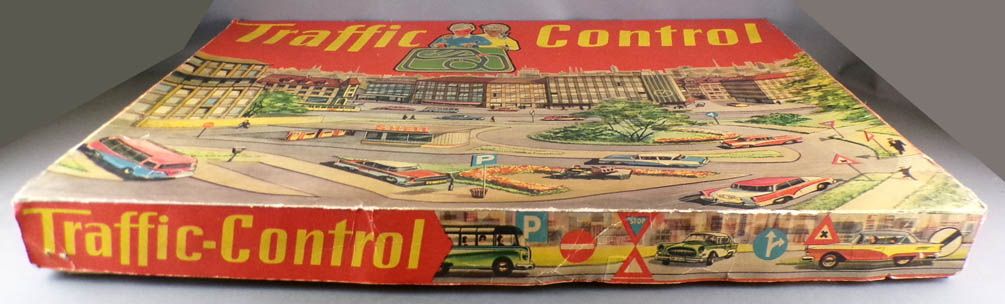 Traffic Control
P
Traffic-Control
P
STOP